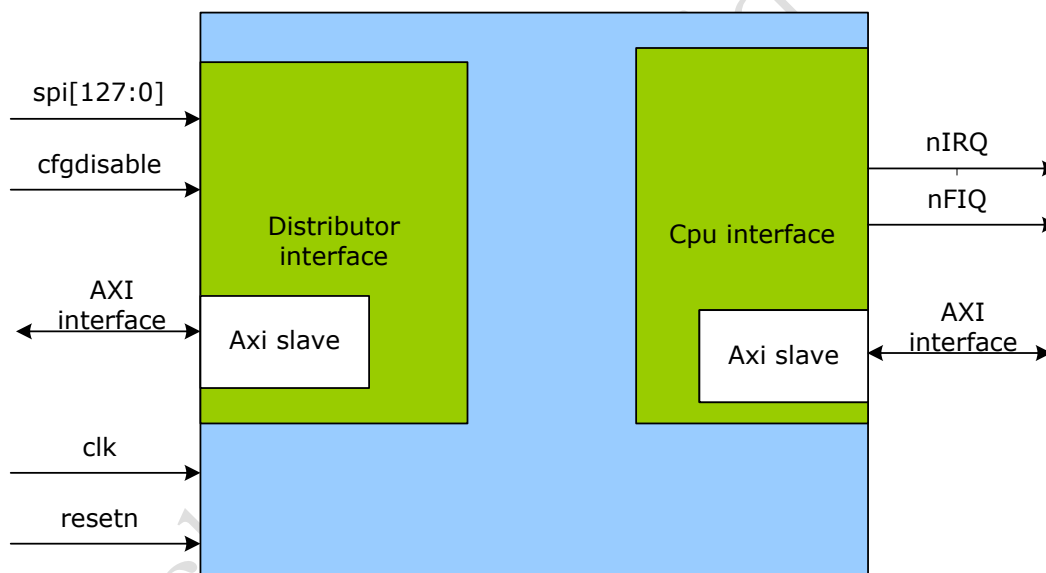 spi[127:0]
cfgdisable
Distributor
interface
AXI
interface
Axi slave
clk
resetn
Cpu interface
nIRQ
nFIQ
Axi slave
AXI
interface